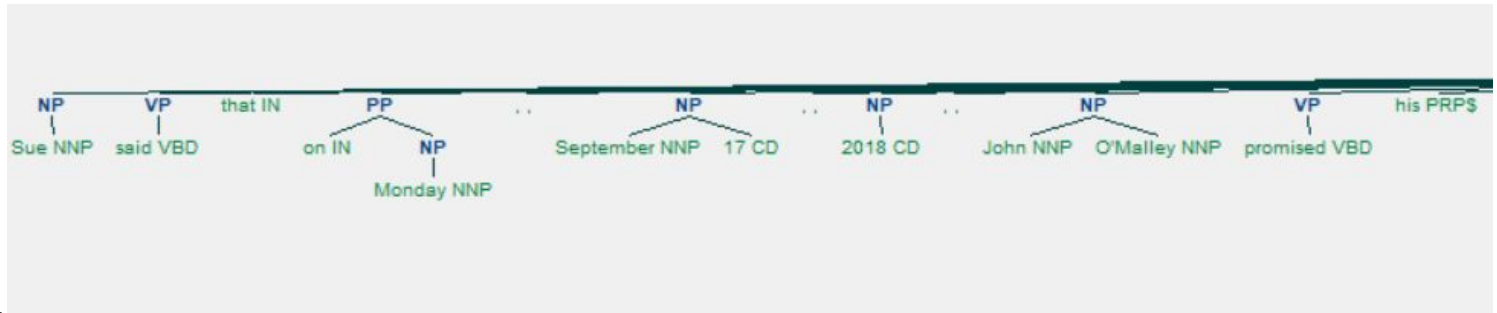 NP VP that IN PP . . NP . . NP . . NP VP his PRP$
Sue NNP said VBD on IN NP September NNP 17 CD 2018 CD John NNP O'Malley NNP promised VBD
Monday NNP